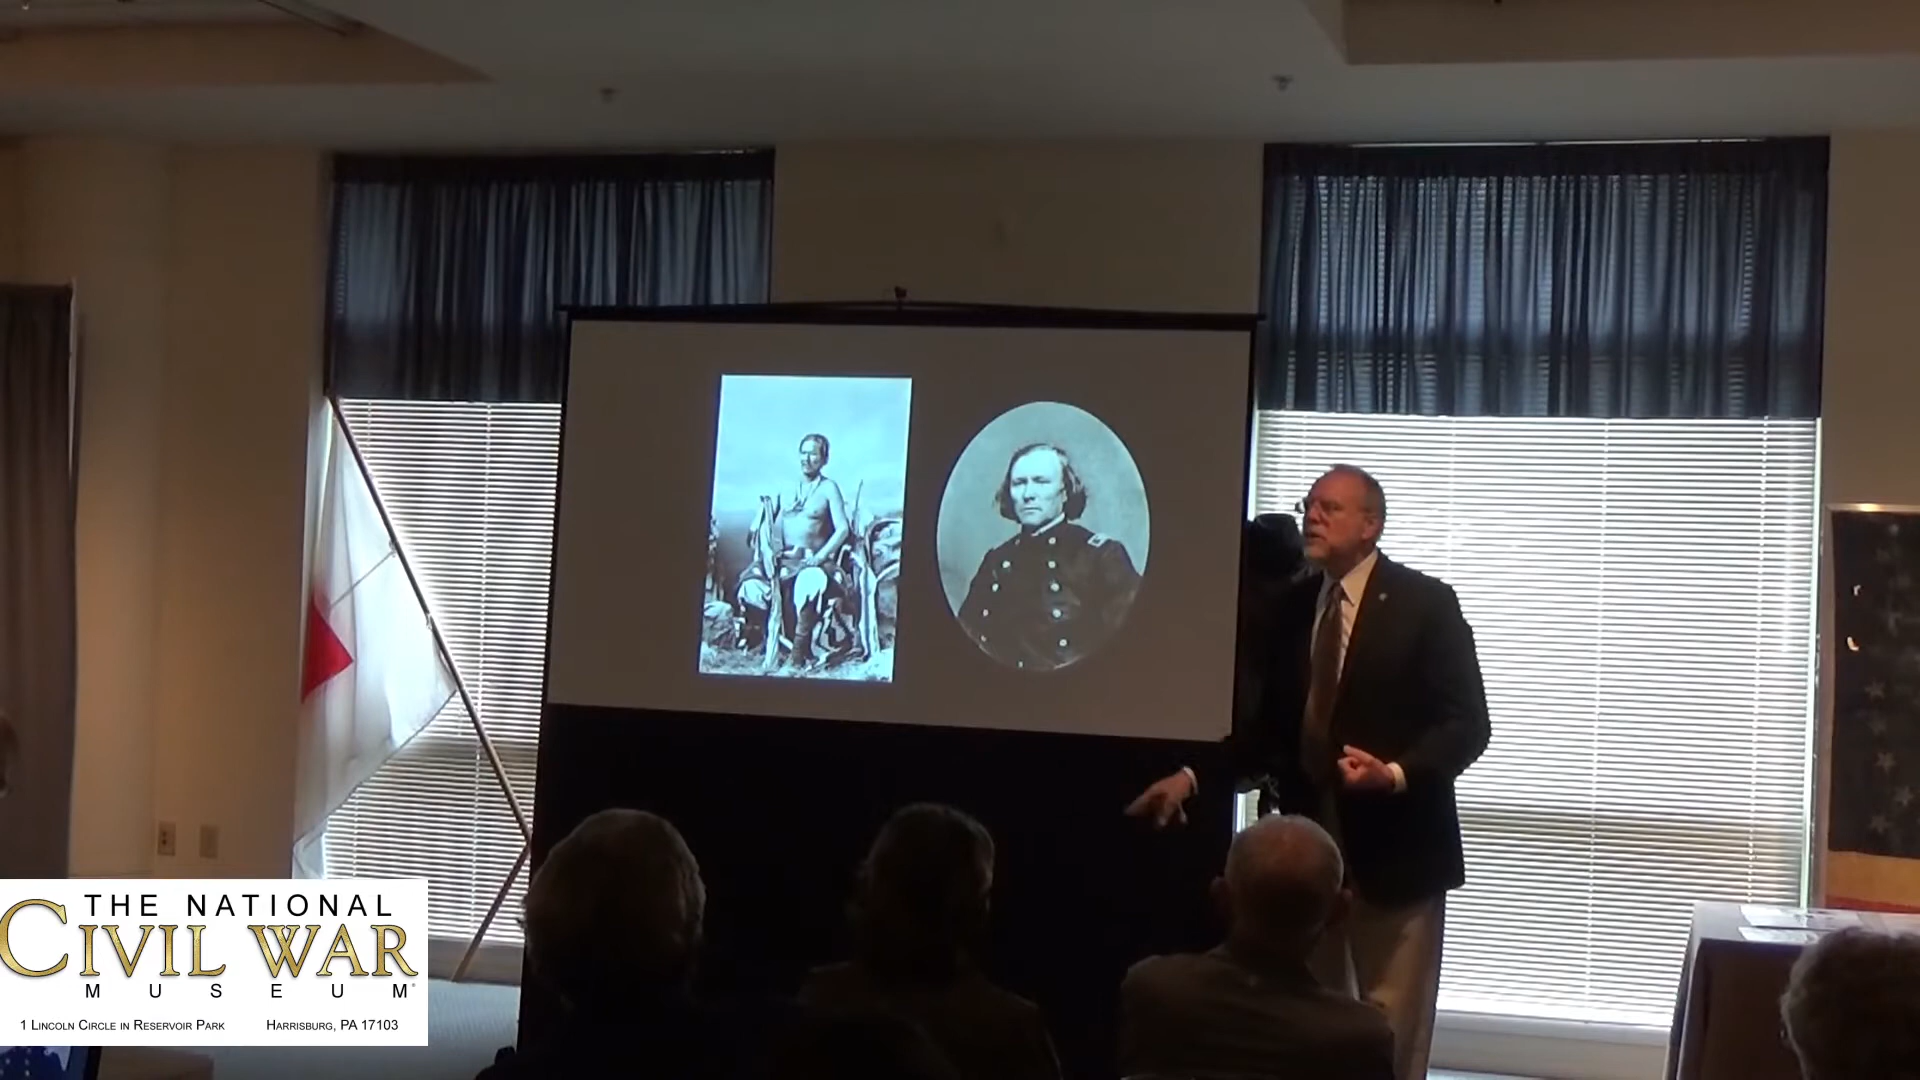 THE NATIONAL
CIVIL WAR
MUSEUM
1 LINCOLN CIRCLE IN RESERVOIR PARK HARRISBURG, PA 17103